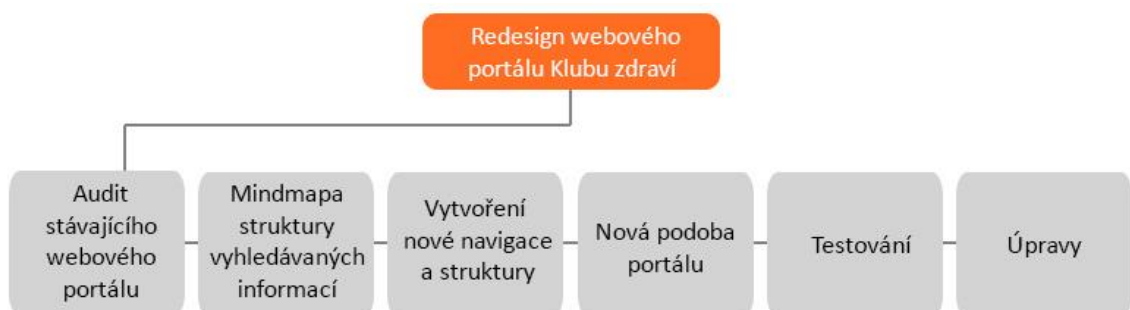 Redesign webového
portálu Klubu zdraví
Audit
stávajícího
webového
portálu
Mindmapa
struktury
vyhledávaných
informací
Vytvoření
nové navigace
a struktury
Nová podoba
portálu
Testování
Úpravy